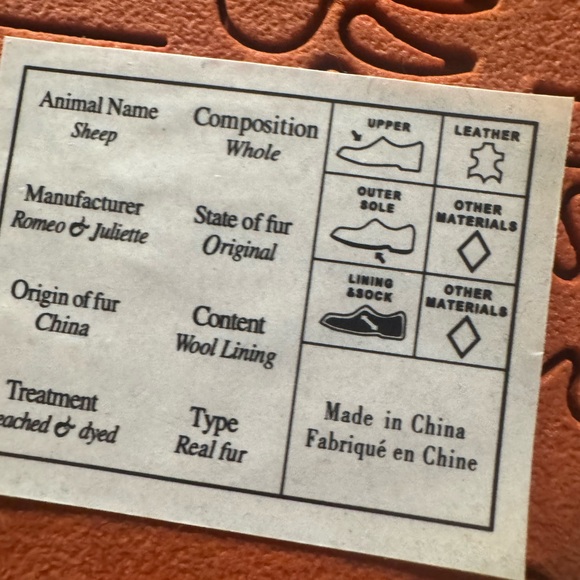 Animal Name
Sheep
Composition
Whole
Manufacturer
Romeo & Juliette
State of fur
Original
Origin of fur
China
Content
Wool Lining
Treatment
eached & dyed
Type
Real fur
UPPER
LEATHER
OUTER
SOLE
OTHER
MATERIALS
LINING
&SOCK
OTHER
MATERIALS
Made in China
Fabriqué en Chine